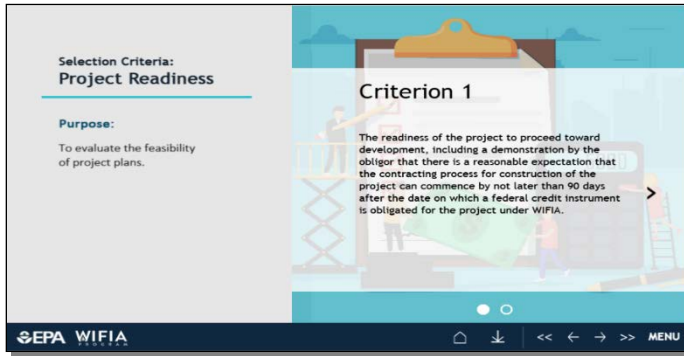 Selection Criteria:
Project Readiness
Purpose:
To evaluate the feasibility
of project plans.
Criterion 1
The readiness of the project to proceed toward
development, including a demonstration by the
obligor that there is a reasonable expectation that
the contracting process for construction of the
project can commence by not later than 90 days
after the date on which a federal credit instrument
is obligated for the project under WIFIA.
>
EPA WIFIA
PROGRAM
<< ← → >> MENU